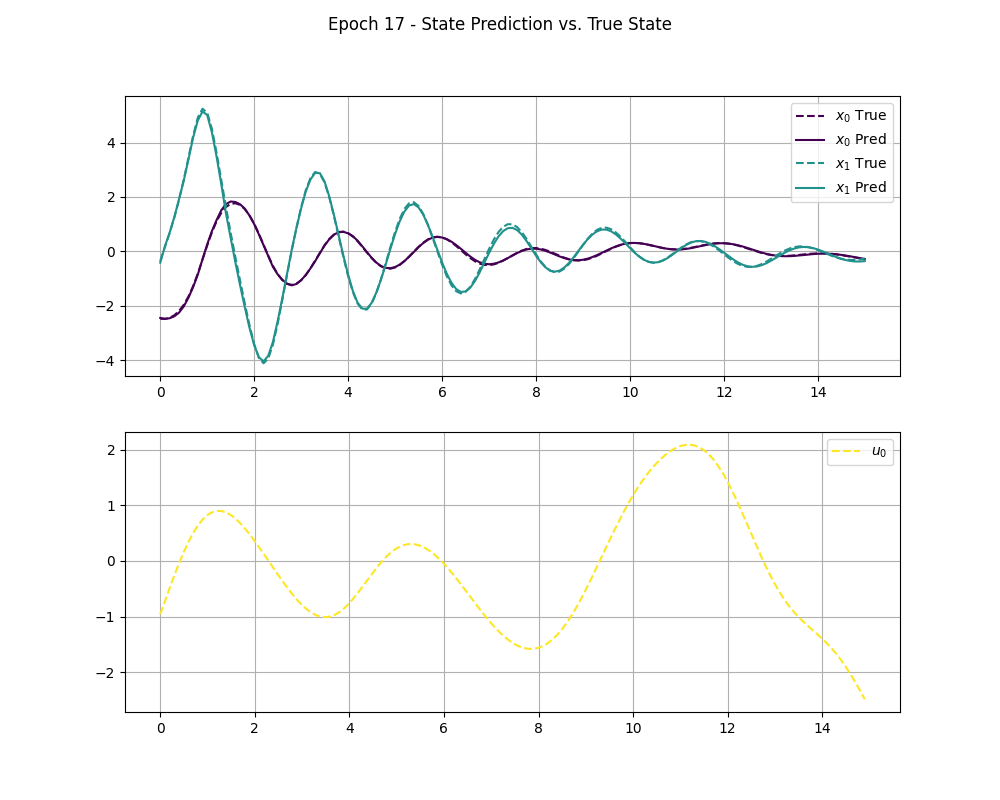 Epoch 17 - State Prediction vs. True State
4
2
0
−2
−4
x₀ True
x₀ Pred
x₁ True
x₁ Pred
0 2 4 6 8 10 12 14
2
1
0
−1
−2
u₀
0 2 4 6 8 10 12 14